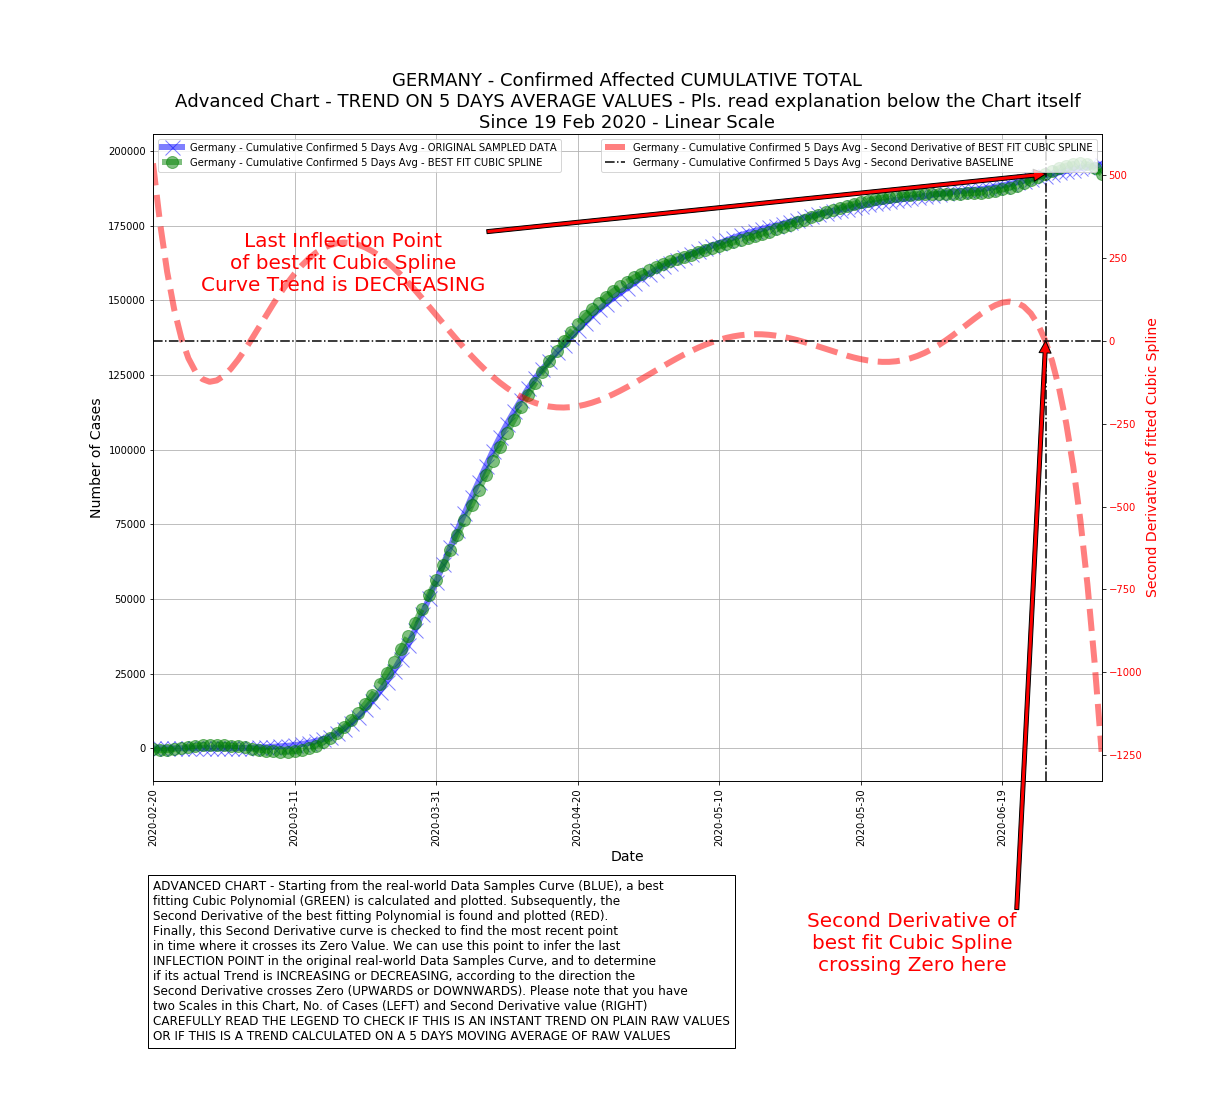 GERMANY - Confirmed Affected CUMULATIVE TOTAL
Advanced Chart - TREND ON 5 DAYS AVERAGE VALUES - Pls. read explanation below the Chart itself
Since 19 Feb 2020 - Linear Scale
Germany - Cumulative Confirmed 5 Days Avg - ORIGINAL SAMPLED DATA
Germany - Cumulative Confirmed 5 Days Avg - BEST FIT CUBIC SPLINE
Germany - Cumulative Confirmed 5 Days Avg - Second Derivative of BEST FIT CUBIC SPLINE
Germany - Cumulative Confirmed 5 Days Avg - Second Derivative BASELINE
Last Inflection Point
of best fit Cubic Spline
Curve Trend is DECREASING
Number of Cases
200000
175000
150000
125000
100000
75000
50000
25000
0
500
250
0
−250
−500
−750
−1000
−1250
Second Derivative of fitted Cubic Spline
2020-02-20
2020-03-11
2020-03-31
2020-04-20
2020-05-10
2020-05-30
2020-06-19
Date
ADVANCED CHART - Starting from the real-world Data Samples Curve (BLUE), a best
fitting Cubic Polynomial (GREEN) is calculated and plotted. Subsequently, the
Second Derivative of the best fitting Polynomial is found and plotted (RED).
Finally, this Second Derivative curve is checked to find the most recent point
in time where it crosses its Zero Value. We can use this point to infer the last
INFLECTION POINT in the original real-world Data Samples Curve, and to determine
if its actual Trend is INCREASING or DECREASING, according to the direction the
Second Derivative crosses Zero (UPWARDS or DOWNWARDS). Please note that you have
two Scales in this Chart, No. of Cases (LEFT) and Second Derivative value (RIGHT)
CAREFULLY READ THE LEGEND TO CHECK IF THIS IS AN INSTANT TREND ON PLAIN RAW VALUES
OR IF THIS IS A TREND CALCULATED ON A 5 DAYS MOVING AVERAGE OF RAW VALUES
Second Derivative of
best fit Cubic Spline
crossing Zero here